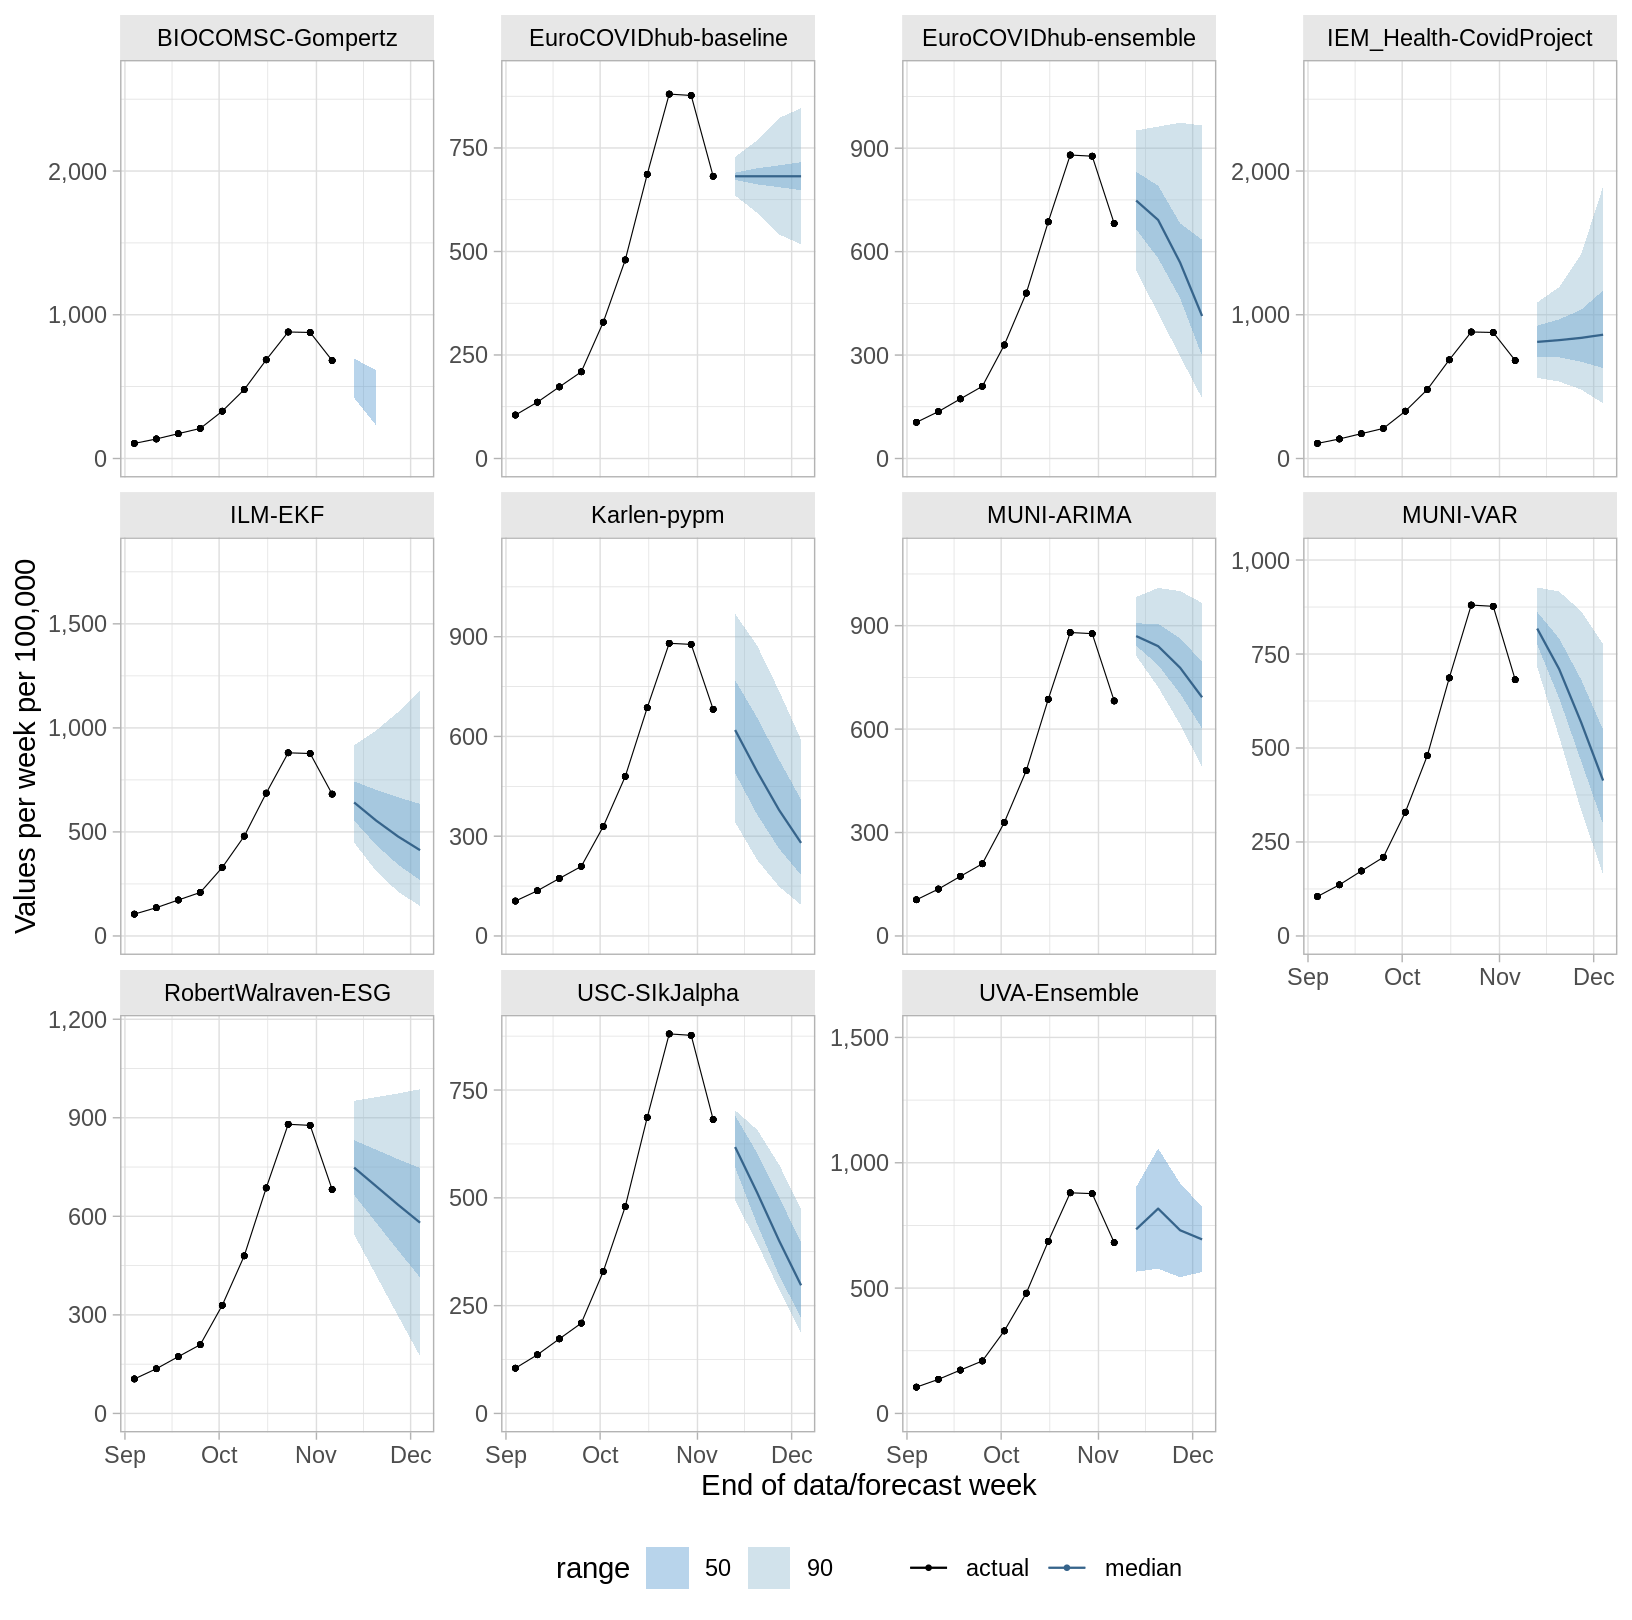 BIOCOMSC-Gompertz
EuroCOVIDhub-baseline
EuroCOVIDhub-ensemble
IEM_Health-CovidProject
2,000
1,000
0
750
500
250
0
900
600
300
0
2,000
1,000
0
ILM-EKF
Karlen-pypm
MUNI-ARIMA
MUNI-VAR
Values per week per 100,000
1,500
1,000
500
0
900
600
300
0
900
600
300
0
1,000
750
500
250
0
Sep Oct Nov Dec
RobertWalraven-ESG
USC-SIkJalpha
UVA-Ensemble
1,200
900
600
300
0
750
500
250
0
1,500
1,000
500
0
Sep Oct Nov Dec
Sep Oct Nov Dec
Sep Oct Nov Dec
End of data/forecast week
range 50 90 actual median